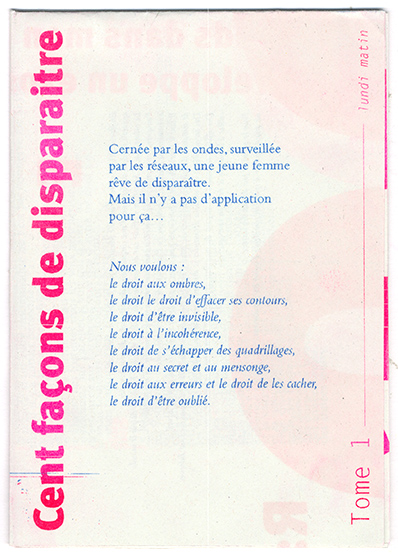 Cent façons de disparaitre
Cernée par les ondes, surveillée
par les réseaux, une jeune femme
rêve de disparaître.
Mais il n'y a pas d'application
pour ça…
Nous voulons :
le droit aux ombres,
le droit le droit d'effacer ses contours,
le droit d'être invisible,
le droit à l'incohérence,
le droit de s'échapper des quadrillages,
le droit au secret et au mensonge,
le droit aux erreurs et le droit de les cacher,
le droit d'être oublié.
Tome 1
lundi matin